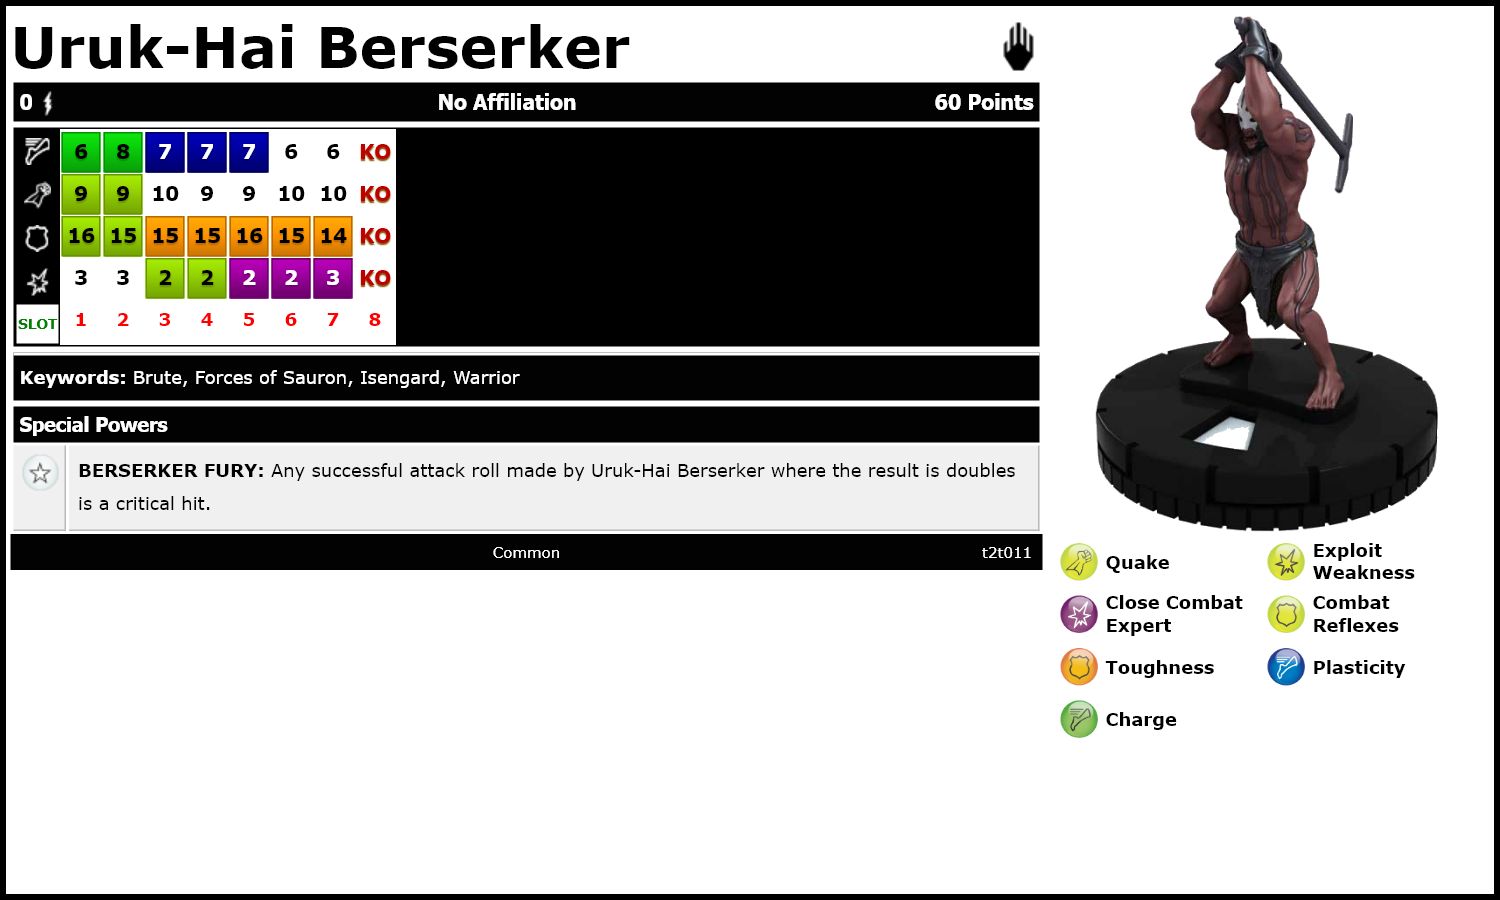 Uruk-Hai Berserker
0 No Affiliation 60 Points
6 8 7 7 7 6 6 KO
9 9 10 9 9 10 10 KO
16 15 15 15 16 15 14 KO
3 3 2 2 2 2 3 KO
SLOT 1 2 3 4 5 6 7 8
Keywords: Brute, Forces of Sauron, Isengard, Warrior
Special Powers
BERSERKER FURY: Any successful attack roll made by Uruk-Hai Berserker where the result is doubles
is a critical hit.
Common t2t011
Quake
Exploit
Weakness
Close Combat
Expert
Combat
Reflexes
Toughness
Plasticity
Charge